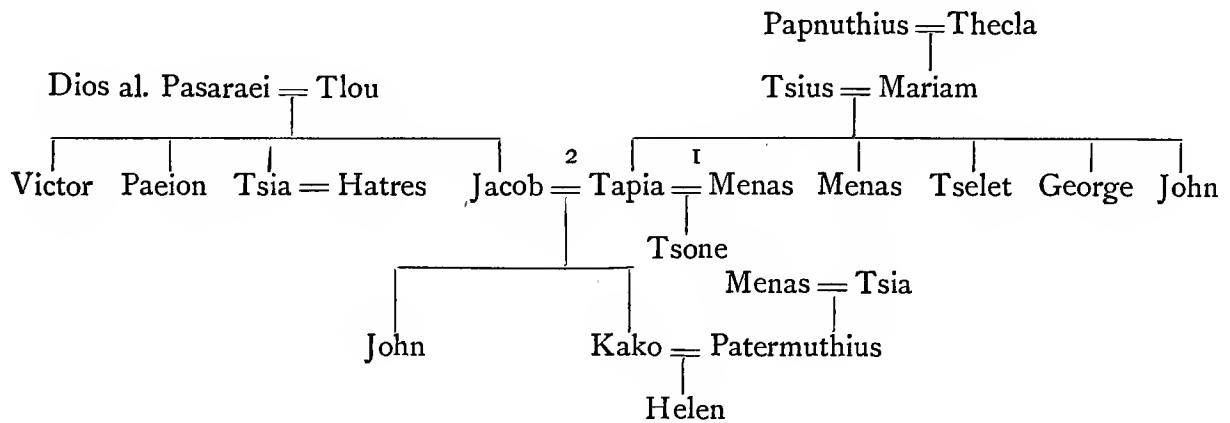 Papnuthius = Thecla
Dios al. Pasaraei = Tlou Tsius = Mariam
2 1
Victor Paeion Tsia = Hatres Jacob = Tapia = Menas Menas Tselet George John
Tsone
Menas = Tsia
John Kako = Patermuthius
Helen